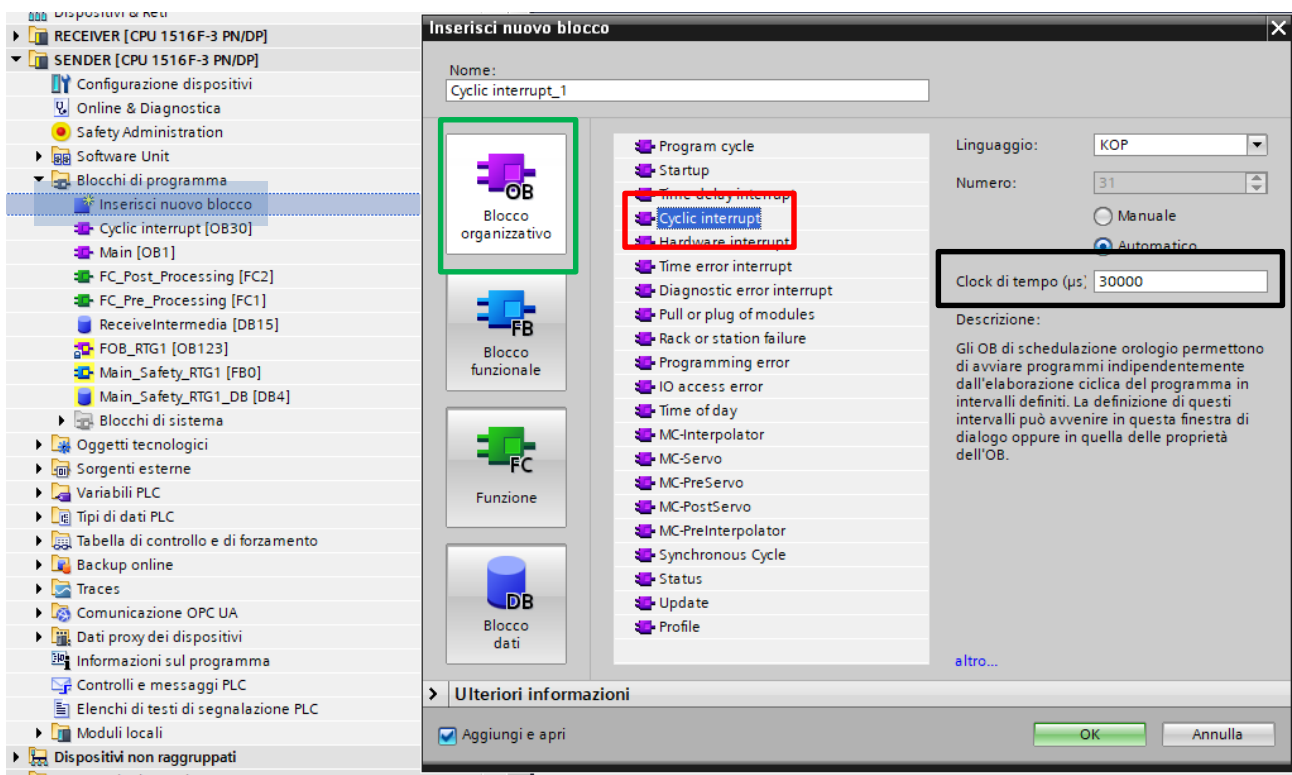 Dispositivi & Reti
RECEIVER [CPU 1516F-3 PN/DP]
SENDER [CPU 1516F-3 PN/DP]
Configurazione dispositivi
Online & Diagnostica
Safety Administration
Software Unit
Blocchi di programma
Inserisci nuovo blocco
Cyclic interrupt [OB30]
Main [OB1]
FC_Post_Processing [FC2]
FC_Pre_Processing [FC1]
ReceiveIntermedia [DB15]
FOB_RTG1 [OB123]
Main_Safety_RTG1 [FB0]
Main_Safety_RTG1_DB [DB4]
Blocchi di sistema
Oggetti tecnologici
Sorgenti esterne
Variabili PLC
Tipi di dati PLC
Tabella di controllo e di forzamento
Backup online
Traces
Comunicazione OPC UA
Dati proxy dei dispositivi
Informazioni sul programma
Controlli e messaggi PLC
Elenchi di testi di segnalazione PLC
Moduli locali
Dispositivi non raggruppati
Inserisci nuovo blocco
Nome:
Cyclic interrupt_1
OB
Blocco
organizzativo
FB
Blocco
funzionale
FC
Funzione
DB
Blocco
dati
Program cycle
Startup
Time delay interrupt
Cyclic interrupt
Hardware interrupt
Time error interrupt
Diagnostic error interrupt
Pull or plug of modules
Rack or station failure
Programming error
IO access error
Time of day
MC-Interpolator
MC-Servo
MC-PreServo
MC-PostServo
MC-PreInterpolator
Synchronous Cycle
Status
Update
Profile
Linguaggio: KOP
Numero: 31
Manuale
Automatico
Clock di tempo (µs) 30000
Descrizione:
Gli OB di schedulazione orologio permettono
di avviare programmi indipendentemente
dall'elaborazione ciclica del programma in
intervalli definiti. La definizione di questi
intervalli può avvenire in questa finestra di
dialogo oppure in quella delle proprietà
dell'OB.
altro...
Ulteriori informazioni
Aggiungi e apri
OK Annulla